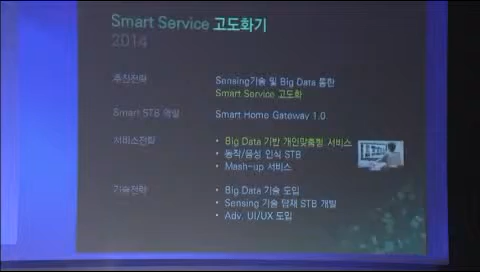 Smart Service 고도화기
2014
추진전략
Sensing기술 및 Big Data 통한
Smart Service 고도화
Smart STB 역할
Smart Home Gateway 1.0
서비스전략
• Big Data 기반 개인맞춤형 서비스
• 동작/음성 인식 STB
• Mash-up 서비스
기술전략
• Big Data 기술 도입
• Sensing 기술 탑재 STB 개발
• Adv. UI/UX 도입